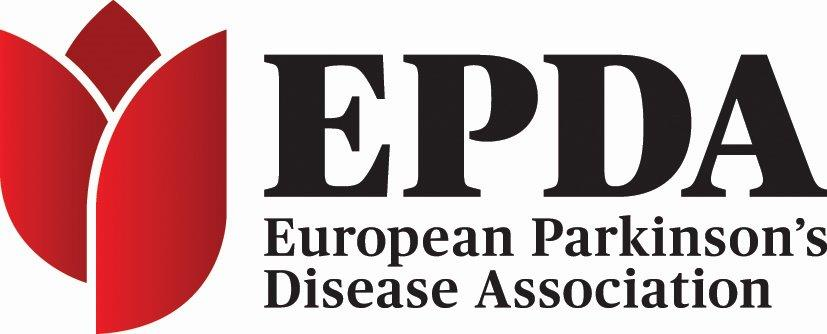 EPDA
European Parkinson's
Disease Association